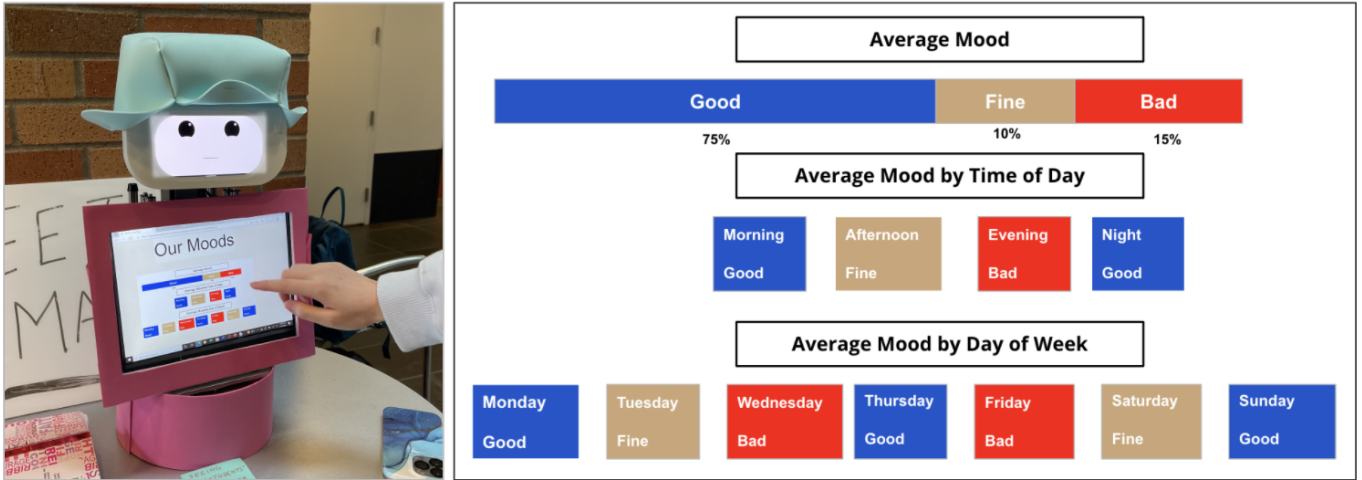 EET
MA
Our Moods
Average Mood
Good
Fine
Bad
75%
10%
15%
Average Mood by Time of Day
Morning
Good
Afternoon
Fine
Evening
Bad
Night
Good
Average Mood by Day of Week
Monday
Good
Tuesday
Fine
Wednesday
Bad
Thursday
Good
Friday
Bad
Saturday
Fine
Sunday
Good